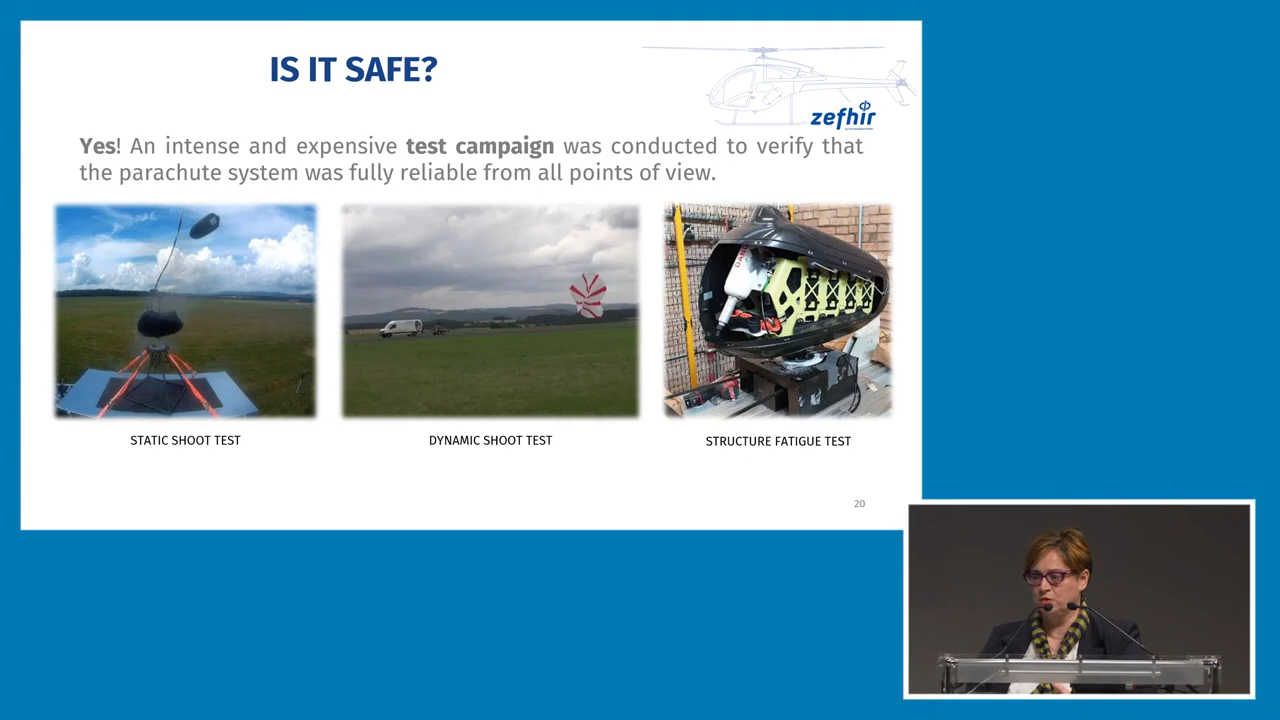 IS IT SAFE?
zefhir
Yes! An intense and expensive test campaign was conducted to verify that
the parachute system was fully reliable from all points of view.
STATIC SHOOT TEST
DYNAMIC SHOOT TEST
STRUCTURE FATIGUE TEST
20